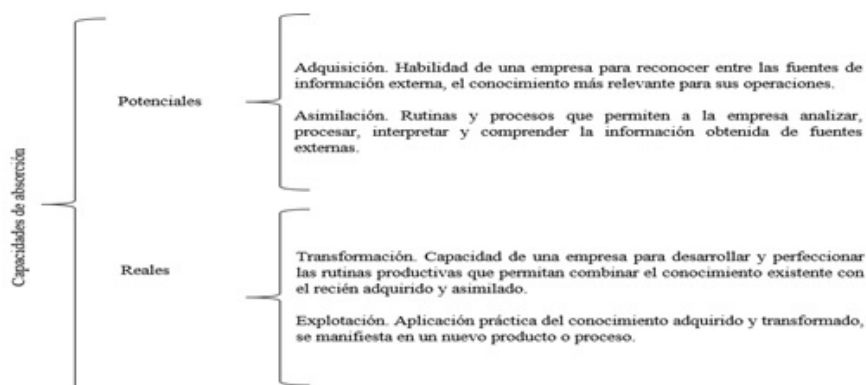 Capacidades de absorción
Potenciales
Adquisición. Habilidad de una empresa para reconocer entre las fuentes de
información externa, el conocimiento más relevante para sus operaciones.
Asimilación. Rutinas y procesos que permiten a la empresa analizar,
procesar, interpretar y comprender la información obtenida de fuentes
externas.
Reales
Transformación. Capacidad de una empresa para desarrollar y perfeccionar
las rutinas productivas que permitan combinar el conocimiento existente con
el recién adquirido y asimilado.
Explotación. Aplicación práctica del conocimiento adquirido y transformado,
se manifiesta en un nuevo producto o proceso.